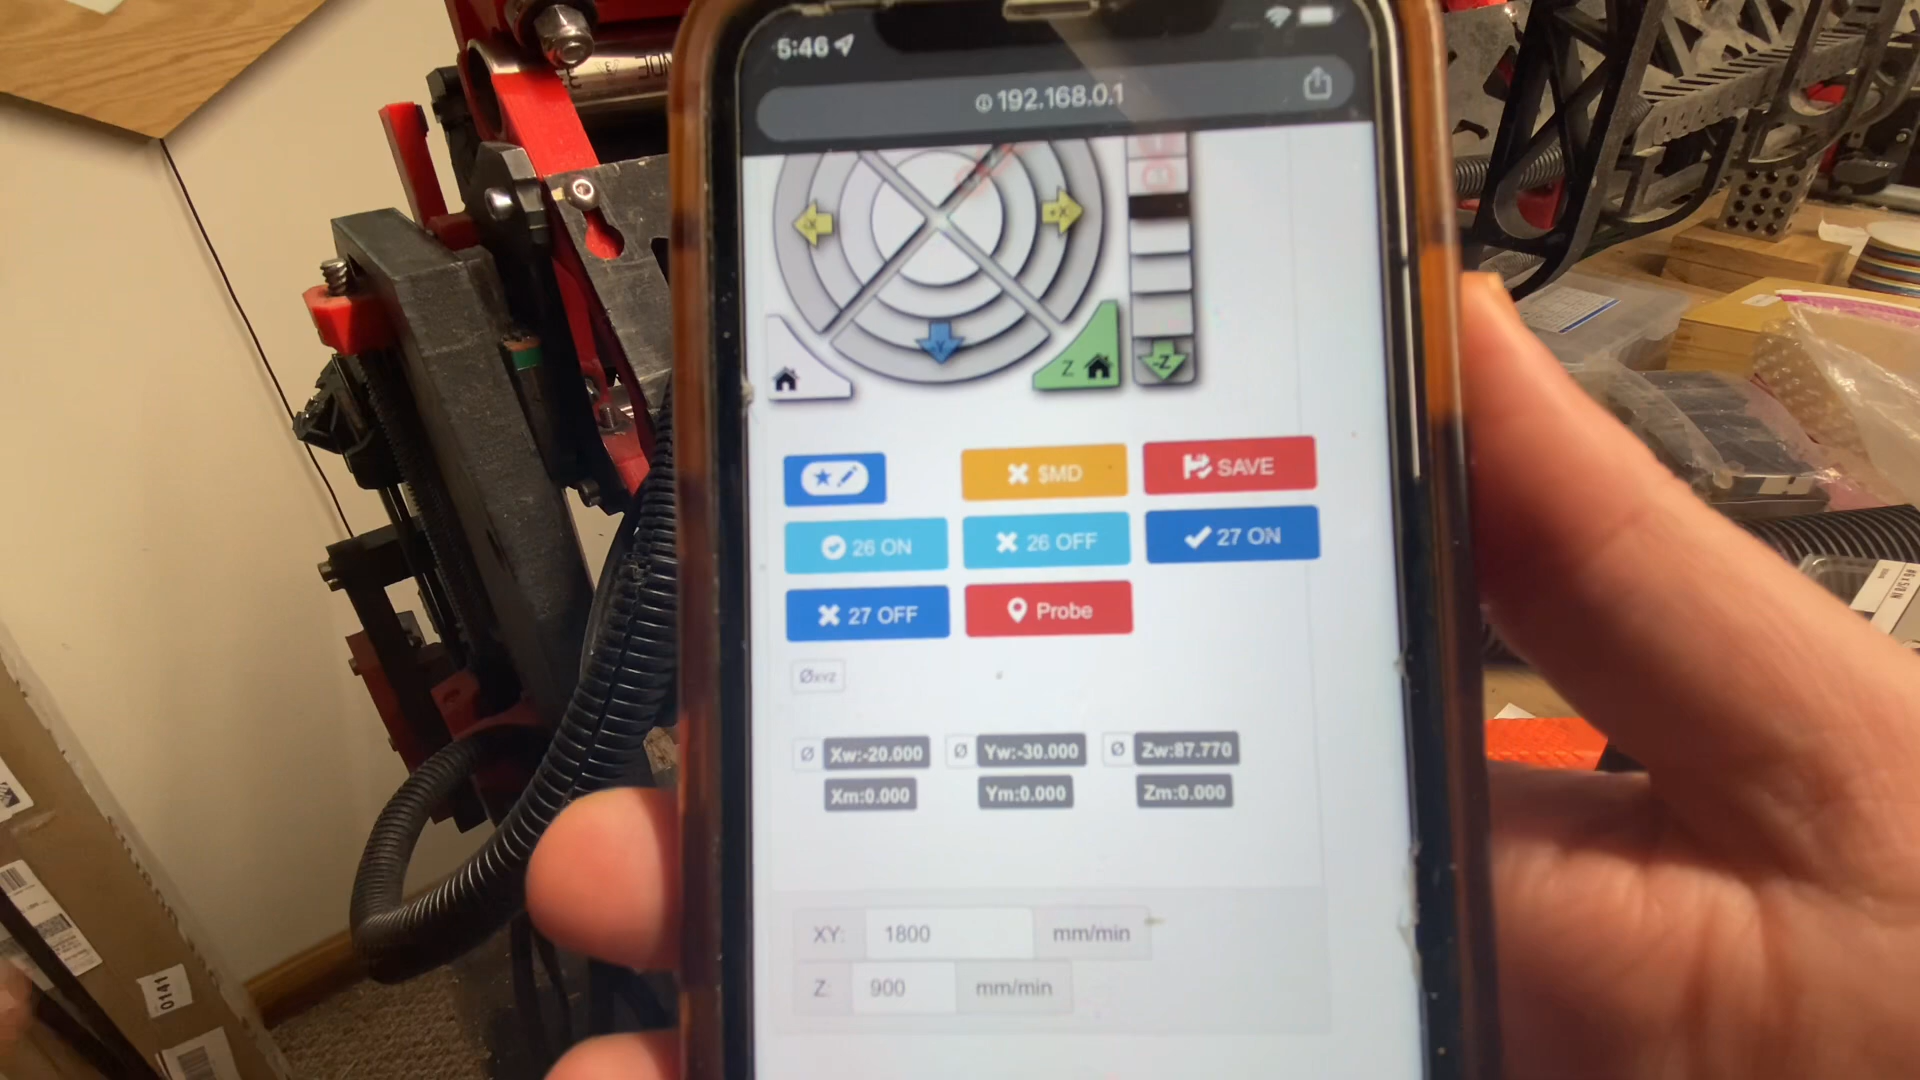 5:46
192.168.0.1
-X
+X
-Y
Z
-Z
$MD
SAVE
26 ON
26 OFF
27 ON
27 OFF
Probe
ØXYZ
Ø Xw:-20.000 Ø Yw:-30.000 Ø Zw:87.770
Xm:0.000 Ym:0.000 Zm:0.000
XY: 1800 mm/min
Z: 900 mm/min
0141